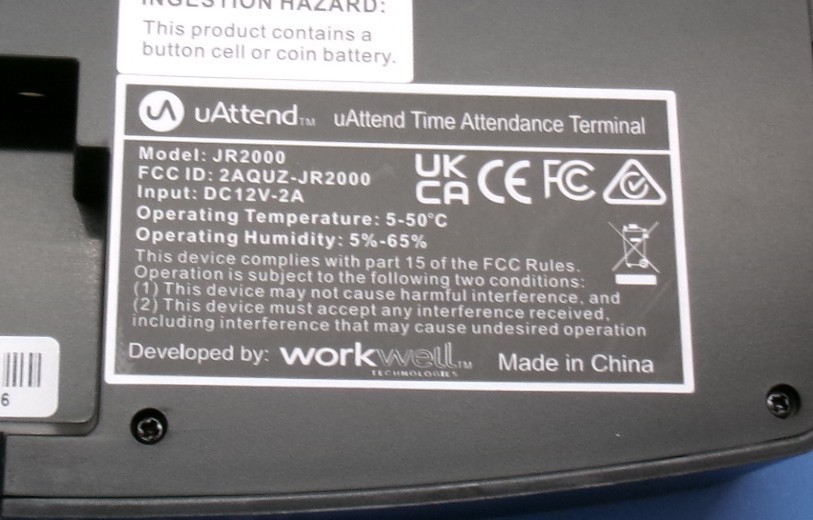 INGESTION HAZARD:
This product contains a
button cell or coin battery.
uAttend™ uAttend Time Attendance Terminal
Model: JR2000
FCC ID: 2AQUZ-JR2000
Input: DC12V-2A
UK
CA CE FC
Operating Temperature: 5-50°C
Operating Humidity: 5%-65%
This device complies with part 15 of the FCC Rules.
Operation is subject to the following two conditions:
(1) This device may not cause harmful interference, and
(2) This device must accept any interference received,
including interference that may cause undesired operation
Developed by: workwell™ Made in China
TECHNOLOGIES
6